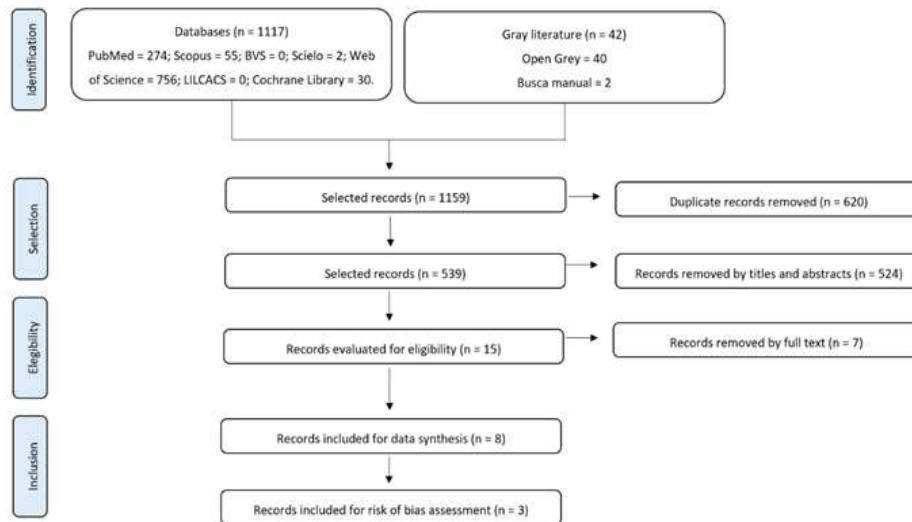 Identification
Databases (n = 1117)
PubMed = 274; Scopus = 55; BVS = 0; Scielo = 2; Web
of Science = 756; LILCACS = 0; Cochrane Library = 30.
Gray literature (n = 42)
Open Grey = 40
Busca manual = 2
Selection
Selected records (n = 1159)
Duplicate records removed (n = 620)
Selected records (n = 539)
Records removed by titles and abstracts (n = 524)
Elegibility
Records evaluated for eligibility (n = 15)
Records removed by full text (n = 7)
Inclusion
Records included for data synthesis (n = 8)
Records included for risk of bias assessment (n = 3)